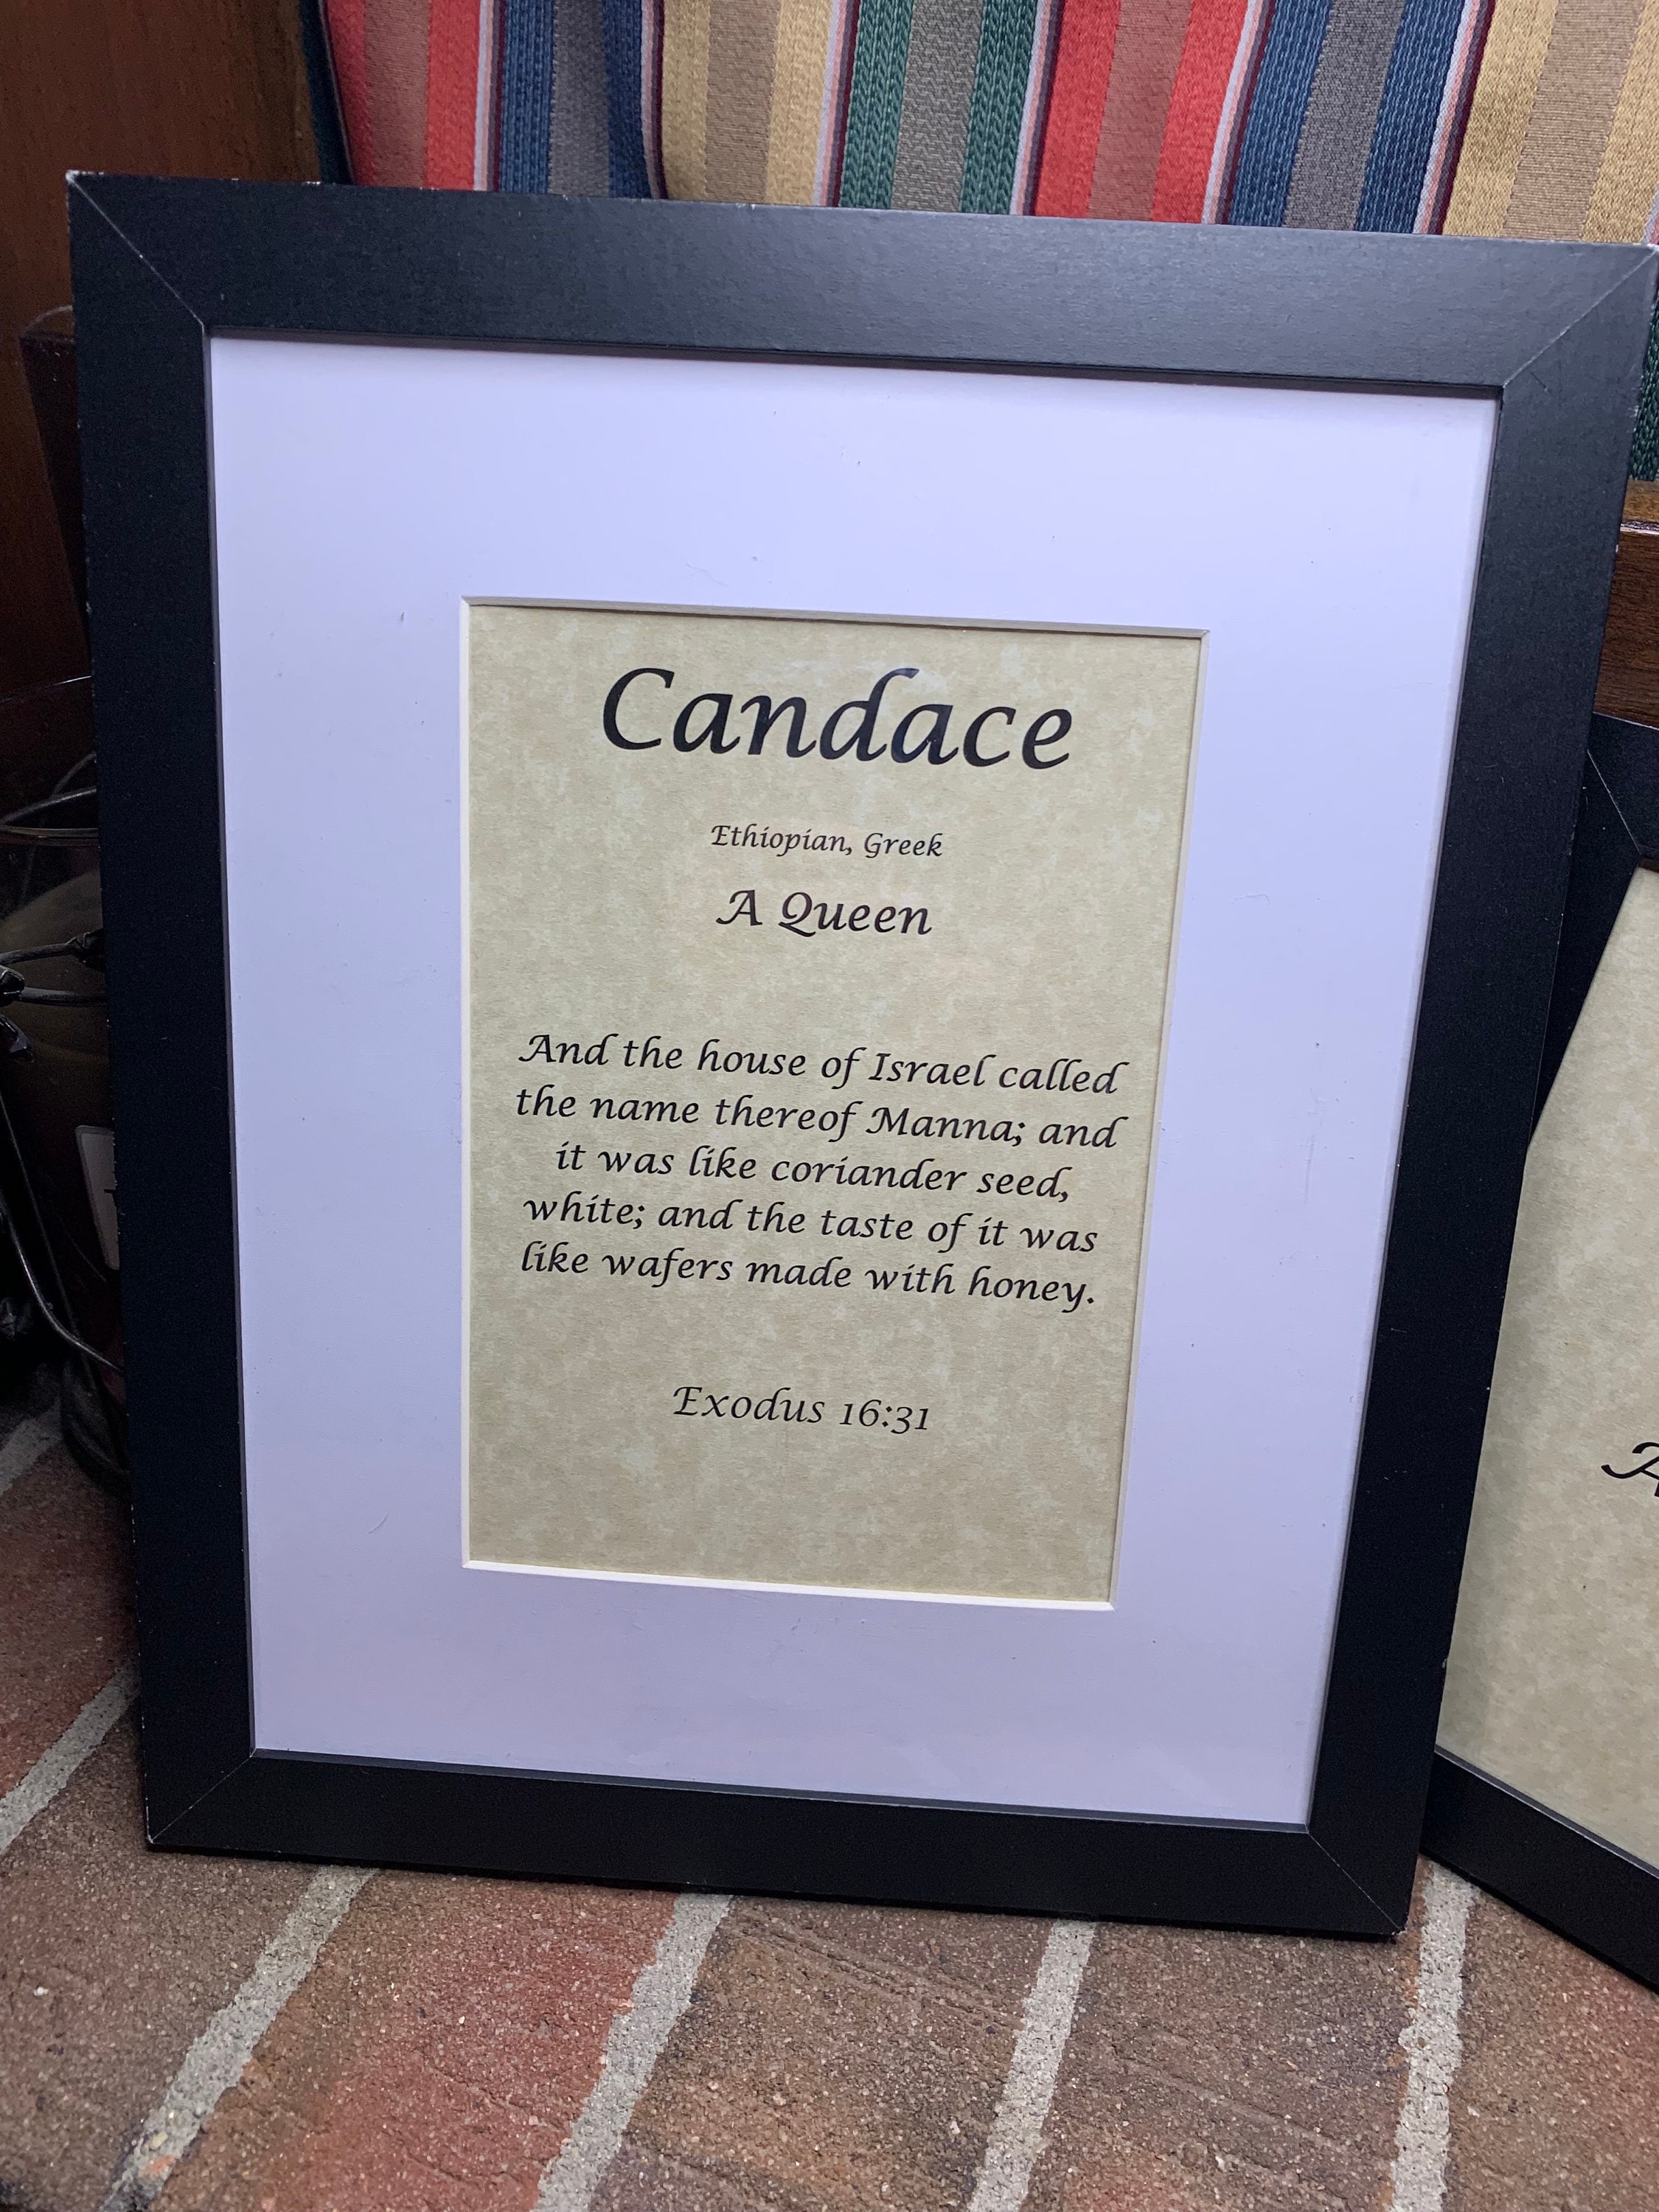 Candace
Ethiopian, Greek
A Queen
And the house of Israel called
the name thereof Manna; and
it was like coriander seed,
white; and the taste of it was
like wafers made with honey.
Exodus 16:31